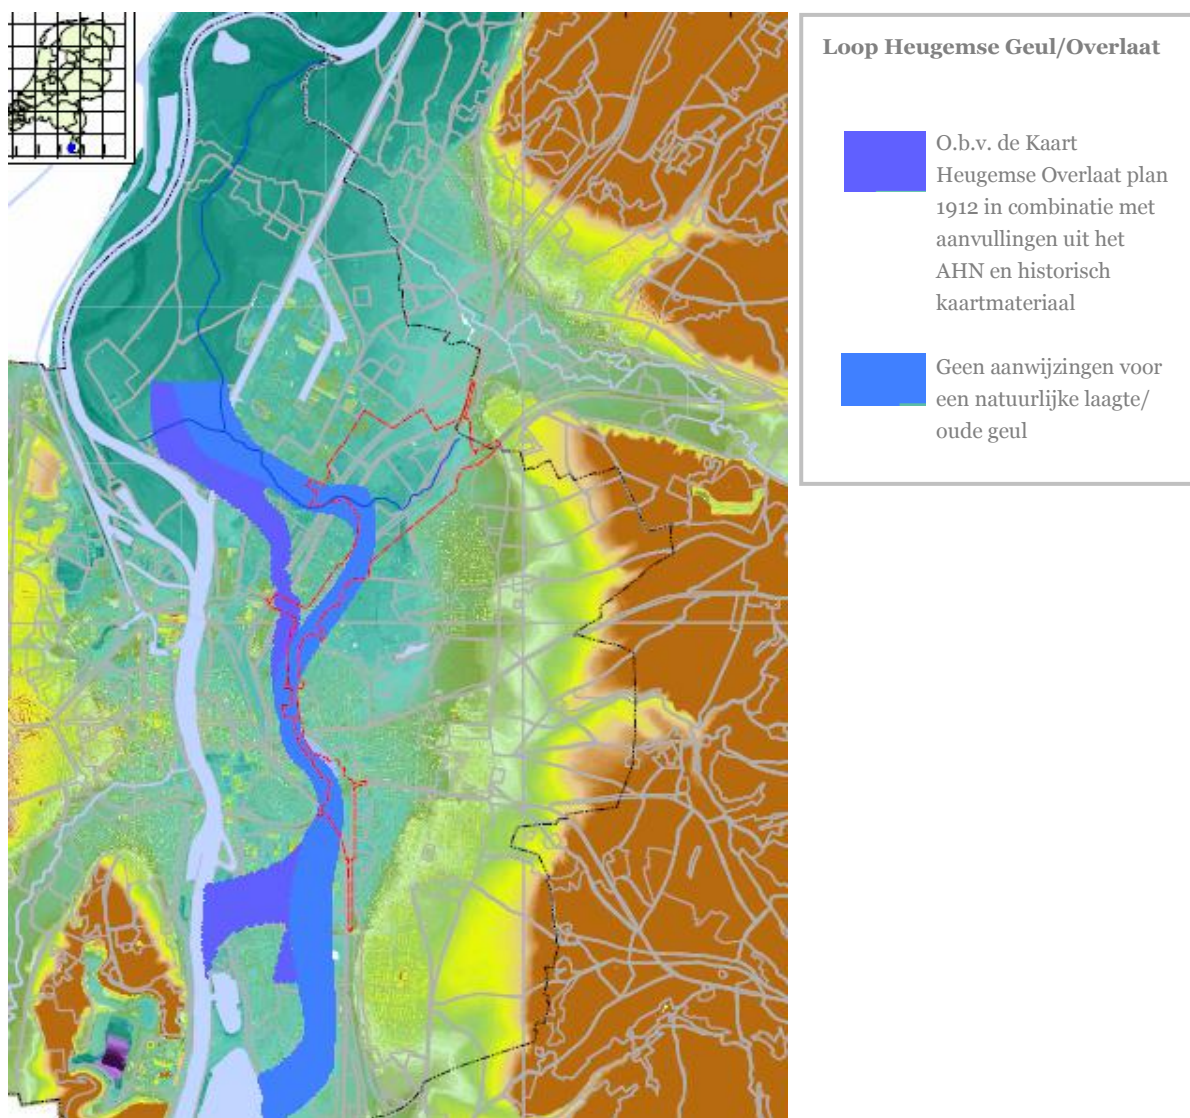 Loop Heugemse Geul/Overlaat
O.b.v. de Kaart
Heugemse Overlaat plan
1912 in combinatie met
aanvullingen uit het
AHN en historisch
kaartmateriaal
Geen aanwijzingen voor
een natuurlijke laagte/
oude geul